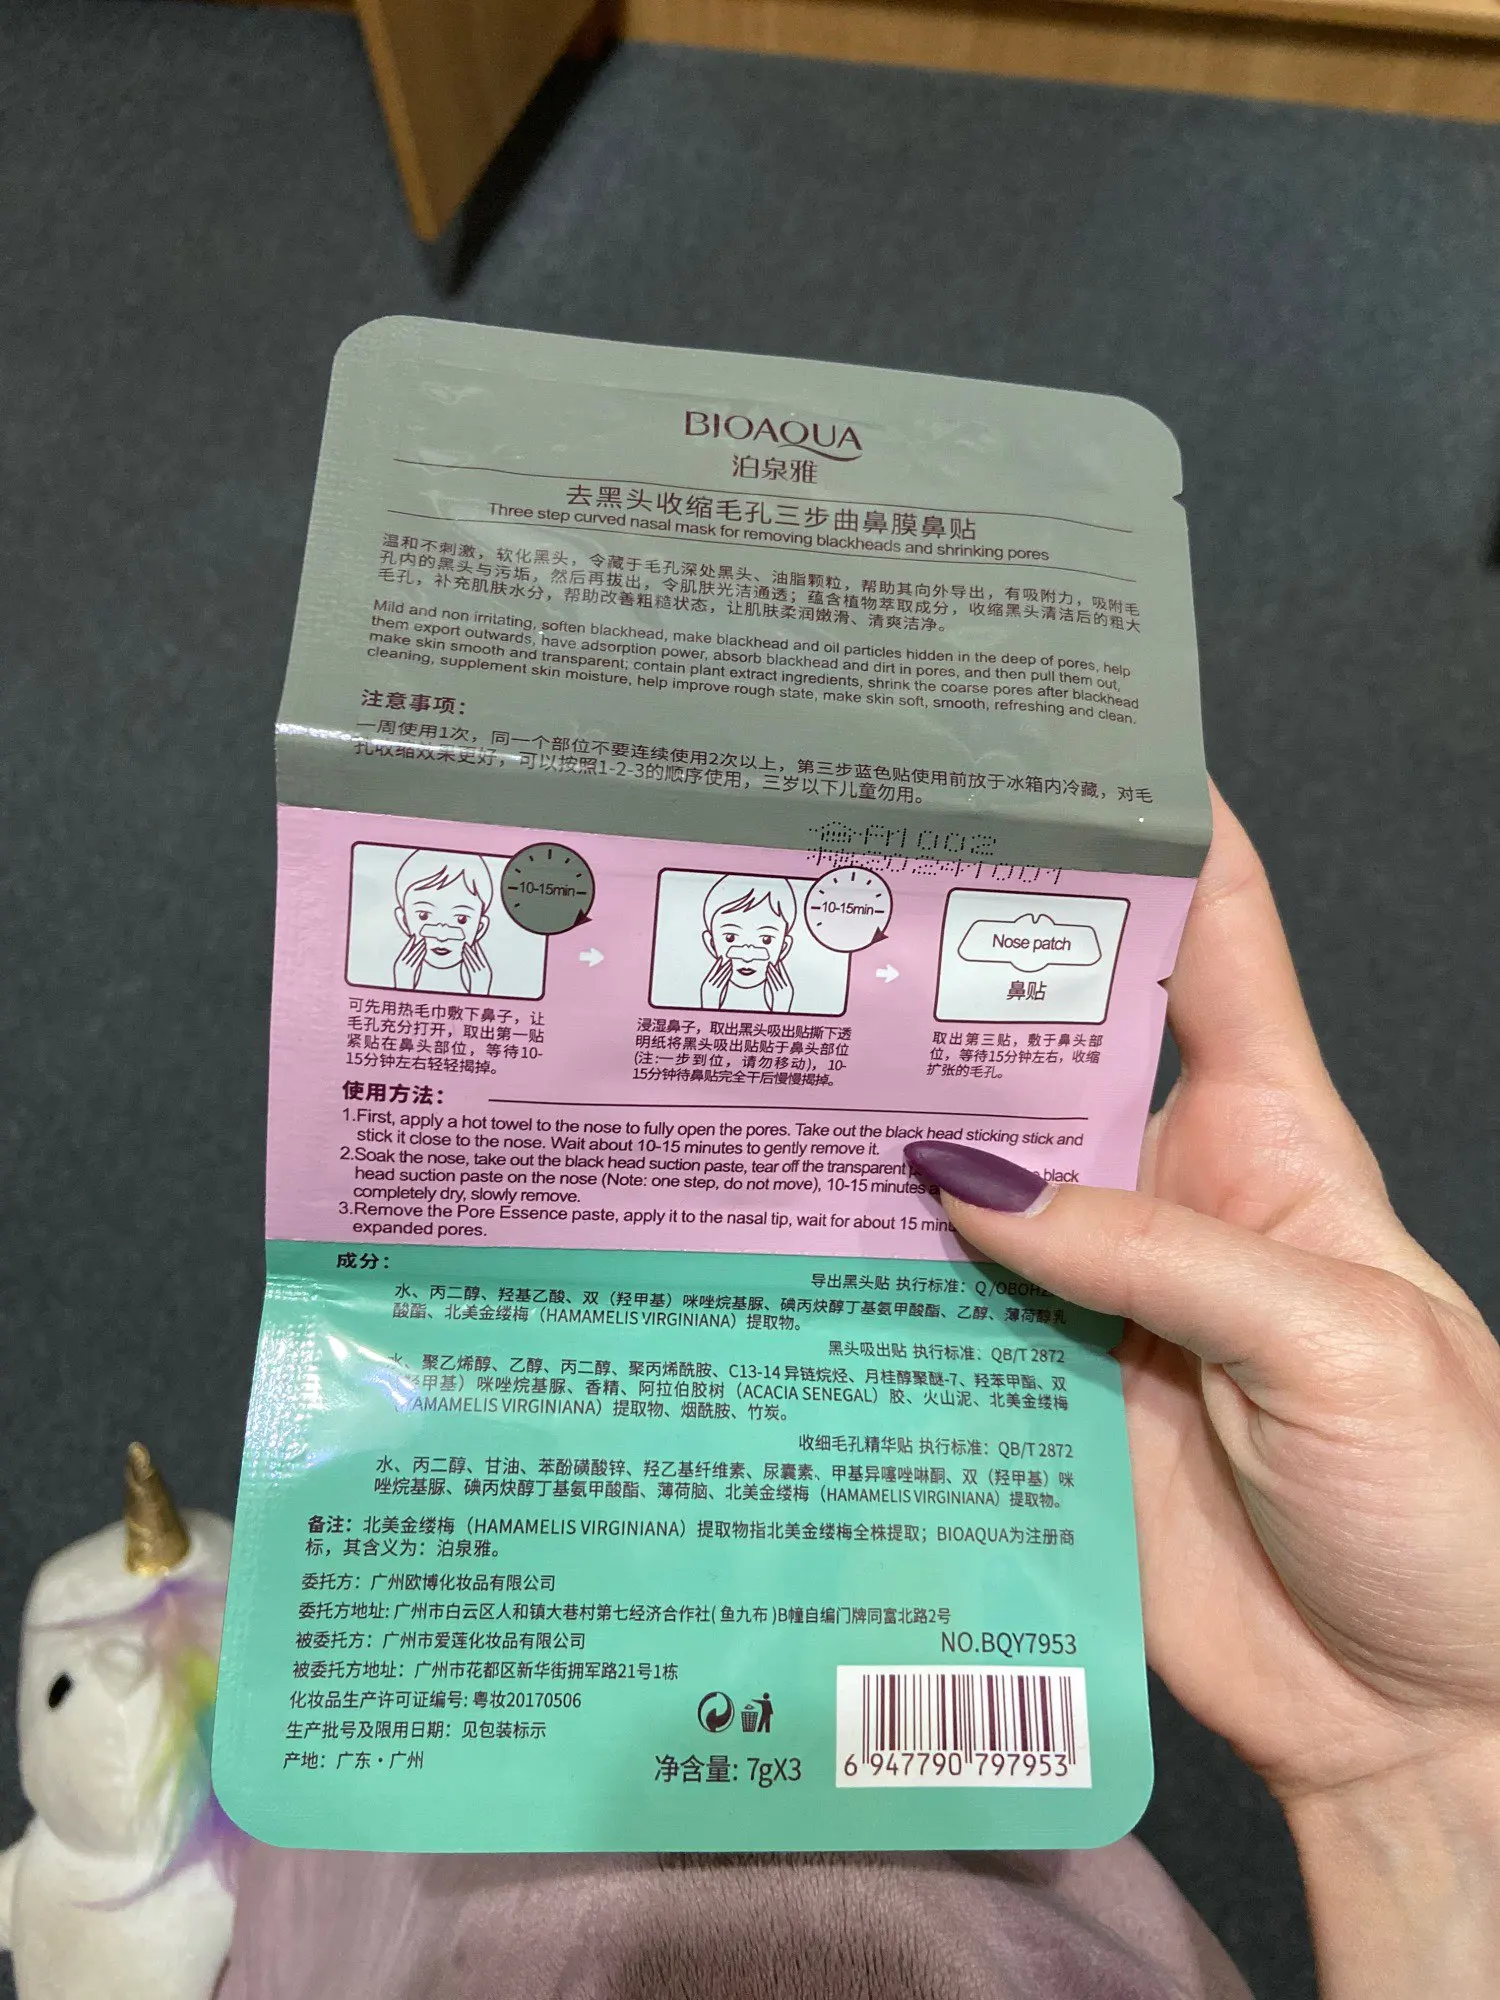 BIOAQUA
泊泉雅
去黑头收缩毛孔三步曲鼻膜鼻贴
Three step curved nasal mask for removing blackheads and shrinking pores
温和不刺激，软化黑头，令藏于毛孔深处黑头、油脂颗粒，帮助其向外导出，有吸附力，吸附毛
孔内的黑头与污垢，然后再拔出，令肌肤光洁通透；蕴含植物萃取成分，收缩黑头清洁后的粗大
毛孔，补充肌肤水分，帮助改善粗糙状态，让肌肤柔润嫩滑、清爽洁净。
Mild and non irritating, soften blackhead, make blackhead and oil particles hidden in the deep of pores, help
them export outwards, have adsorption power, absorb blackhead and dirt in pores, and then pull them out,
make skin smooth and transparent; contain plant extract ingredients, shrink the coarse pores after blackhead
cleaning, supplement skin moisture, help improve rough state, make skin soft, smooth, refreshing and clean.
注意事项：
一周使用1次，同一个部位不要连续使用2次以上，第三步蓝色贴使用前放于冰箱内冷藏，对毛
孔收缩效果更好，可以按照1-2-3的顺序使用，三岁以下儿童勿用。
10-15min
10-15min
Nose patch
鼻贴
可先用热毛巾敷下鼻子，让
毛孔充分打开，取出第一贴
紧贴在鼻头部位，等待10-
15分钟左右轻轻揭掉。
浸湿鼻子，取出黑头吸出贴撕下透
明纸将黑头吸出贴贴于鼻头部位
(注:一步到位，请勿移动)，10-
15分钟待鼻贴完全干后慢慢揭掉。
取出第三贴，敷于鼻头部
位，等待15分钟左右，收缩
扩张的毛孔。
使用方法：
1.First, apply a hot towel to the nose to fully open the pores. Take out the black head sticking stick and
stick it close to the nose. Wait about 10-15 minutes to gently remove it.
2.Soak the nose, take out the black head suction paste, tear off the transparent black
head suction paste on the nose (Note: one step, do not move), 10-15 minutes
completely dry, slowly remove.
3.Remove the Pore Essence paste, apply it to the nasal tip, wait for about 15
expanded pores.
成分：
导出黑头贴 执行标准：
水、丙二醇、羟基乙酸、双（羟甲基）咪唑烷基脲、碘丙炔醇丁基氨甲酸酯、乙醇、薄荷醇乳
酸酯、北美金缕梅（HAMAMELIS VIRGINIANA）提取物。
黑头吸出贴 执行标准：QB/T 2872
水、聚乙烯醇、乙醇、丙二醇、聚丙烯酰胺、C13-14 异链烷烃、月桂醇聚醚-7、羟苯甲酯、双
（羟甲基）咪唑烷基脲、香精、阿拉伯胶树（ACACIA SENEGAL）胶、火山泥、北美金缕梅
（HAMAMELIS VIRGINIANA）提取物、烟酰胺、竹炭。
收细毛孔精华贴 执行标准：QB/T 2872
水、丙二醇、甘油、苯酚磺酸锌、羟乙基纤维素、尿囊素、甲基异噻唑啉酮、双（羟甲基）咪
唑烷基脲、碘丙炔醇丁基氨甲酸酯、薄荷脑、北美金缕梅（HAMAMELIS VIRGINIANA）提取物。
备注：北美金缕梅（HAMAMELIS VIRGINIANA）提取物指北美金缕梅全株提取；BIOAQUA为注册商
标，其含义为：泊泉雅。
委托方：广州欧博化妆品有限公司
委托方地址: 广州市白云区人和镇大巷村第七经济合作社( 鱼九布 )B幢自编门牌同富北路2号
被委托方：广州市爱莲化妆品有限公司
NO.BQY7953
被委托方地址：广州市花都区新华街拥军路21号1栋
化妆品生产许可证编号: 粤妆20170506
生产批号及限用日期：见包装标示
产地：广东·广州
净含量: 7gX3
6 947790 797953